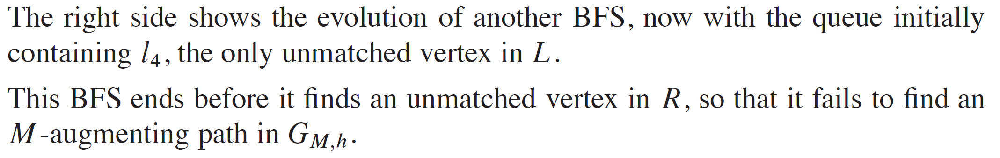 The right side shows the evolution of another BFS, now with the queue initially
containing l₄, the only unmatched vertex in L.
This BFS ends before it finds an unmatched vertex in R, so that it fails to find an
M-augmenting path in G_{M,h}.